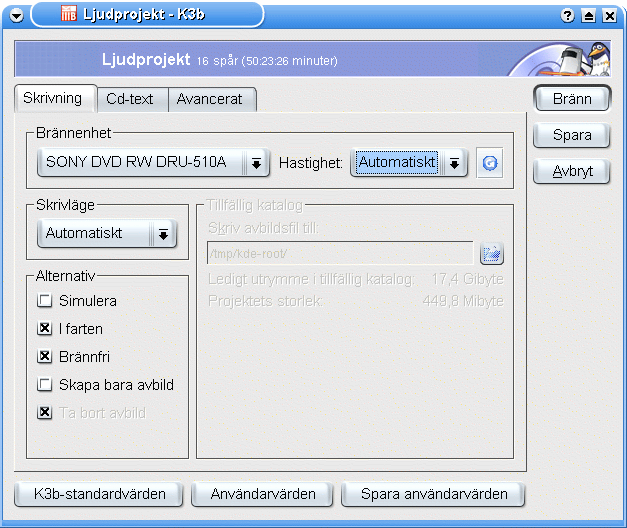 Ljudprojekt - K3b
Ljudprojekt 16 spår (50:23:26 minuter)
Skrivning Cd-text Avancerat
Bränn
Spara
Avbryt
Brännenhet
SONY DVD RW DRU-510A Hastighet: Automatiskt
Skrivläge
Automatiskt
Tillfällig katalog
Skriv avbildsfil till:
/tmp/kde-root/
Ledigt utrymme i tillfällig katalog: 17,4 Gibyte
Projektets storlek: 449,8 Mibyte
Alternativ
Simulera
I farten
Brännfri
Skapa bara avbild
Ta bort avbild
K3b-standardvärden Användarvärden Spara användarvärden